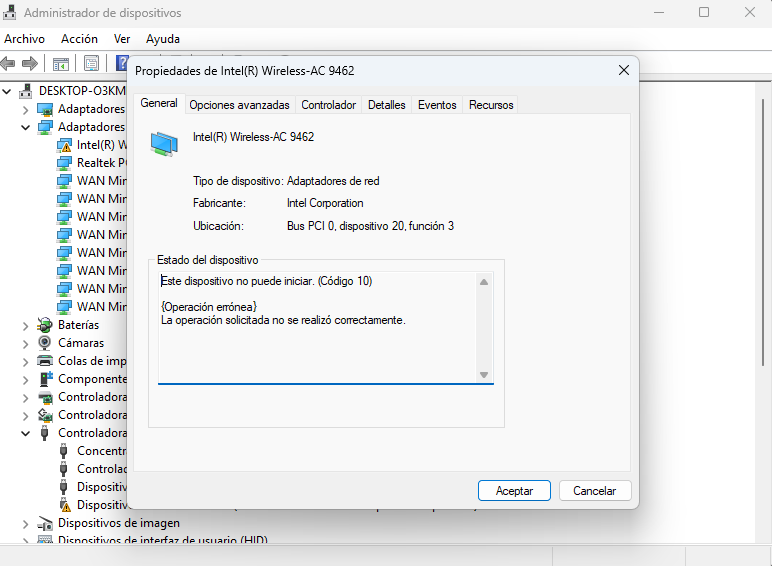 Administrador de dispositivos
Archivo Acción Ver Ayuda
Propiedades de Intel(R) Wireless-AC 9462
General Opciones avanzadas Controlador Detalles Eventos Recursos
Intel(R) Wireless-AC 9462
Tipo de dispositivo: Adaptadores de red
Fabricante: Intel Corporation
Ubicación: Bus PCI 0, dispositivo 20, función 3
Estado del dispositivo
Este dispositivo no puede iniciar. (Código 10)
{Operación errónea}
La operación solicitada no se realizó correctamente.
Aceptar Cancelar
DESKTOP-O3KM
Adaptadores
Adaptadores
Intel(R) W
Realtek P
WAN Min
WAN Min
WAN Min
WAN Min
WAN Min
WAN Min
WAN Min
WAN Min
Baterías
Cámaras
Colas de imp
Componente
Controladora
Controladora
Controladora
Concent
Controlac
Dispositi
Dispositi
Dispositivos de imagen
Dispositivos de interfaz de usuario (HID)